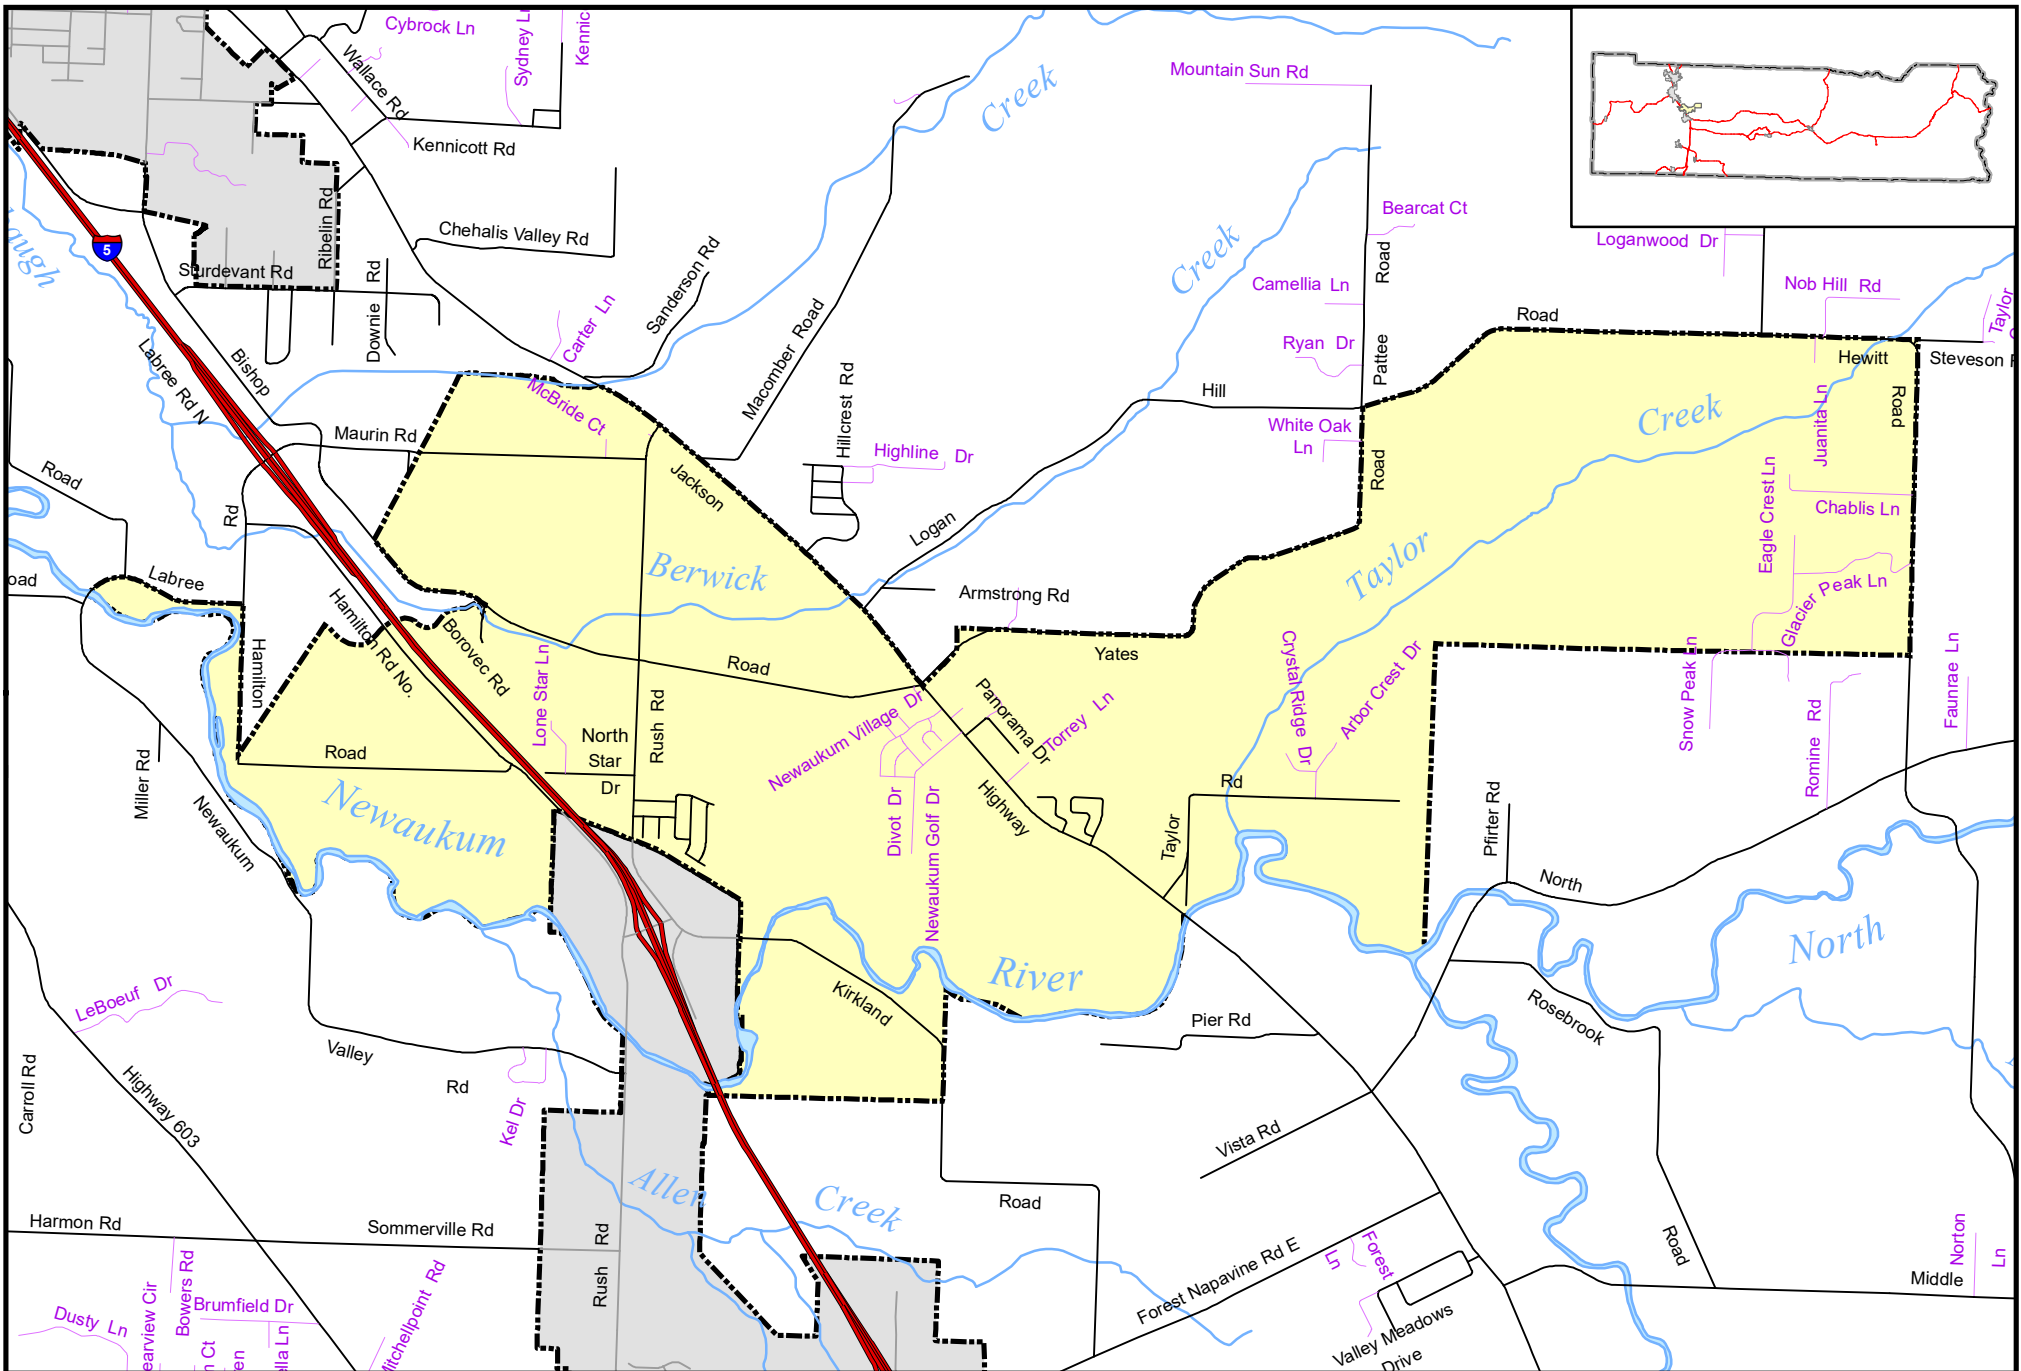 Cybrock Ln
Sydney Ln
Wallace Rd
Kennicott Rd
Creek
Mountain Sun Rd
Ribelin Rd
Chehalis Valley Rd
Sanderson Rd
5
Sturdevant Rd
Downie Rd
Carter Ln
Macomber Road
Creek
Bearcat Ct
Road
Camellia Ln
Ryan Dr
Pattee
Loganwood Dr
Nob Hill Rd
Taylor
Road
Hewitt
Steveson
Road
Labree Rd N
Bishop
McBride Ct
Maurin Rd
Hillcrest Rd
Highline Dr
Hill
White Oak
Ln
Road
Creek
Juanita Ln
Eagle Crest Ln
Chablis Ln
Road
Rd
Jackson
Logan
Berwick
Taylor
Glacier Peak Ln
Labree
Hamilton
Hamilton Rd No.
Borovec Rd
Armstrong Rd
Yates
Road
Lone Star Ln
North
Star
Dr
Rush Rd
Newaukum Village Dr
Panorama Dr
Torrey Ln
Crystal Ridge Dr
Arbor Crest Dr
Snow Peak Ln
Romine Rd
Faunrae Ln
Road
Miller Rd
Newaukum
Newaukum
Divot Dr
Newaukum Golf Dr
Highway
Taylor
Rd
Pfirter Rd
North
North
River
Kirkland
Pier Rd
Rosebrook
LeBoeuf Dr
Carroll Rd
Highway 603
Valley
Rd
Kel Dr
Vista Rd
Allen
Creek
Road
Harmon Rd
Sommerville Rd
Rush Rd
Forest Napavine Rd E
Forest
Ln
Road
Norton
Ln
Middle
Bowers Rd
Brumfield Dr
Dusty Ln
Valley Meadows
Drive